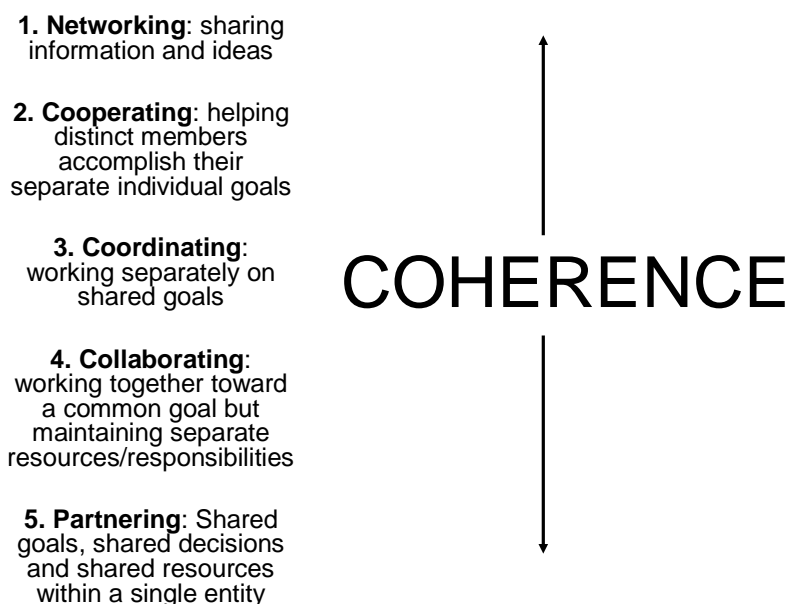 1. Networking: sharing
information and ideas
2. Cooperating: helping
distinct members
accomplish their
separate individual goals
3. Coordinating:
working separately on
shared goals
COHERENCE
4. Collaborating:
working together toward
a common goal but
maintaining separate
resources/responsibilities
5. Partnering: Shared
goals, shared decisions
and shared resources
within a single entity